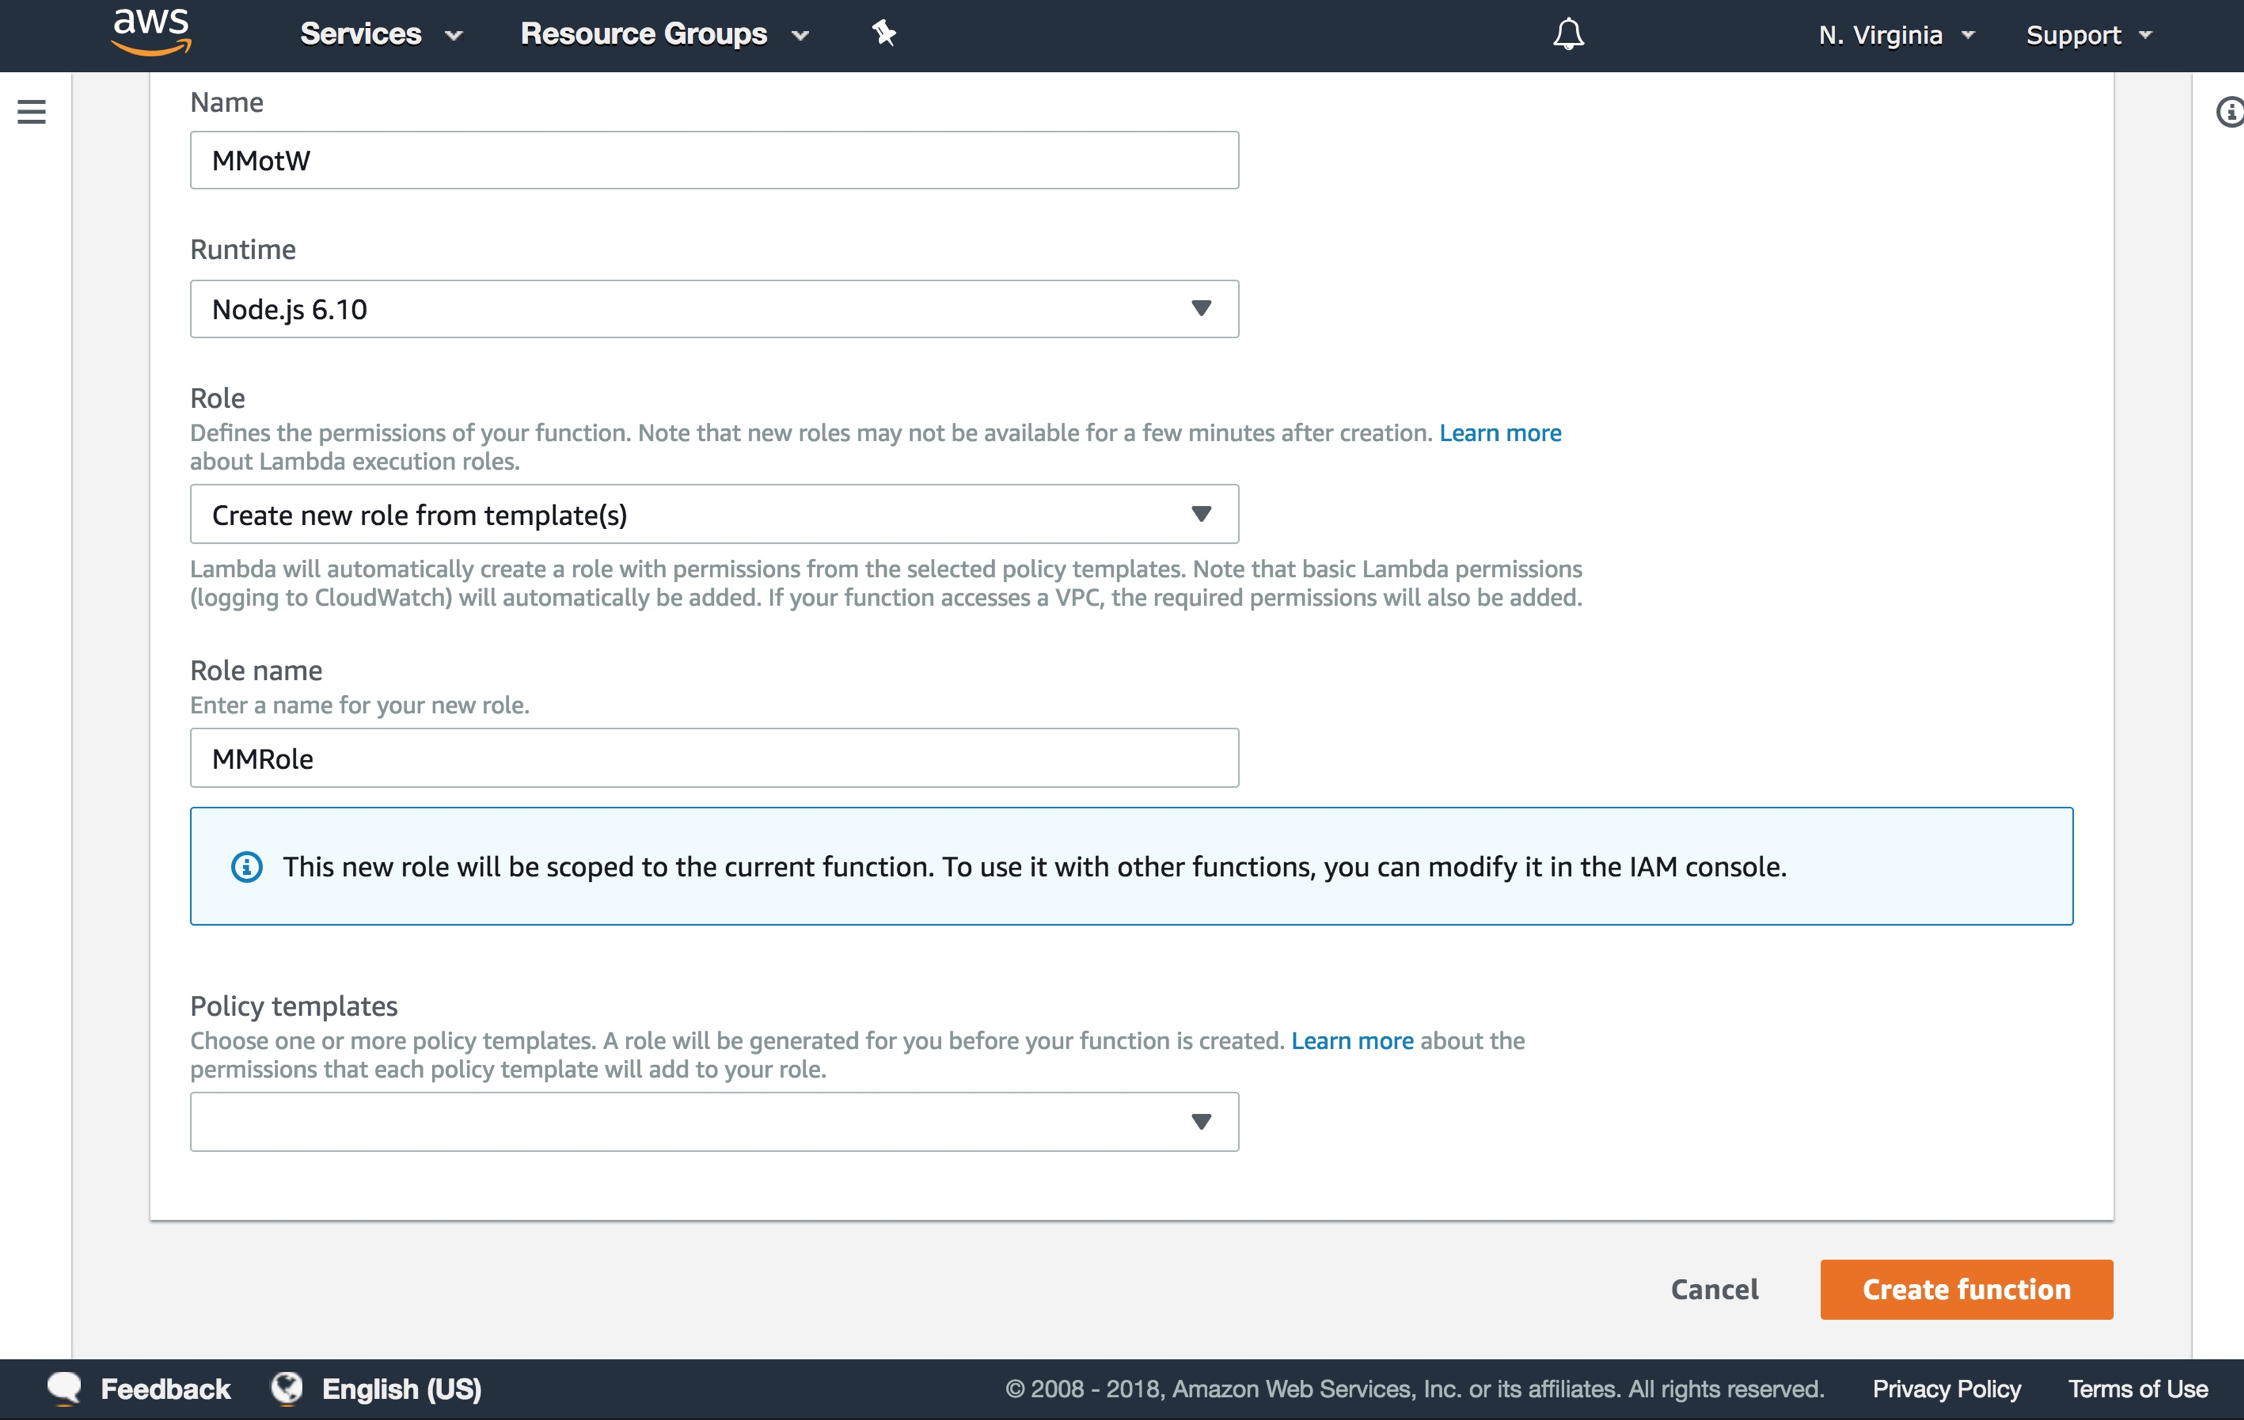 aws
Services
Resource Groups
N. Virginia
Support
Name
MMotW
Runtime
Node.js 6.10
Role
Defines the permissions of your function. Note that new roles may not be available for a few minutes after creation. Learn more
about Lambda execution roles.
Create new role from template(s)
Lambda will automatically create a role with permissions from the selected policy templates. Note that basic Lambda permissions
(logging to CloudWatch) will automatically be added. If your function accesses a VPC, the required permissions will also be added.
Role name
Enter a name for your new role.
MMRole
This new role will be scoped to the current function. To use it with other functions, you can modify it in the IAM console.
Policy templates
Choose one or more policy templates. A role will be generated for you before your function is created. Learn more about the
permissions that each policy template will add to your role.
Cancel
Create function
Feedback
English (US)
© 2008 - 2018, Amazon Web Services, Inc. or its affiliates. All rights reserved.
Privacy Policy
Terms of Use